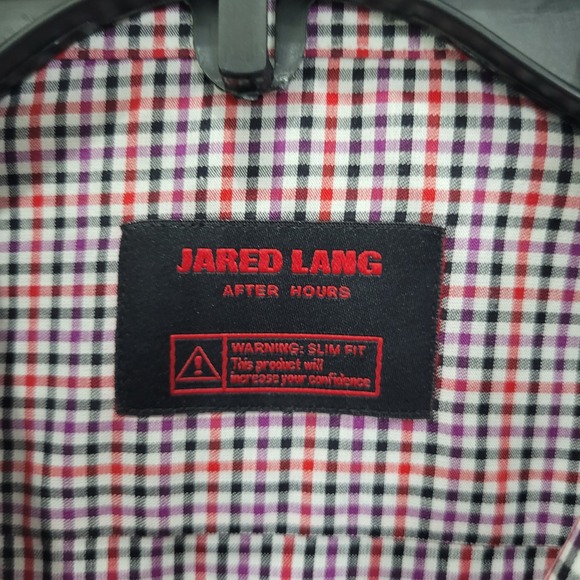 JARED LANG
AFTER HOURS
WARNING: SLIM FIT
This product will
increase your confidence